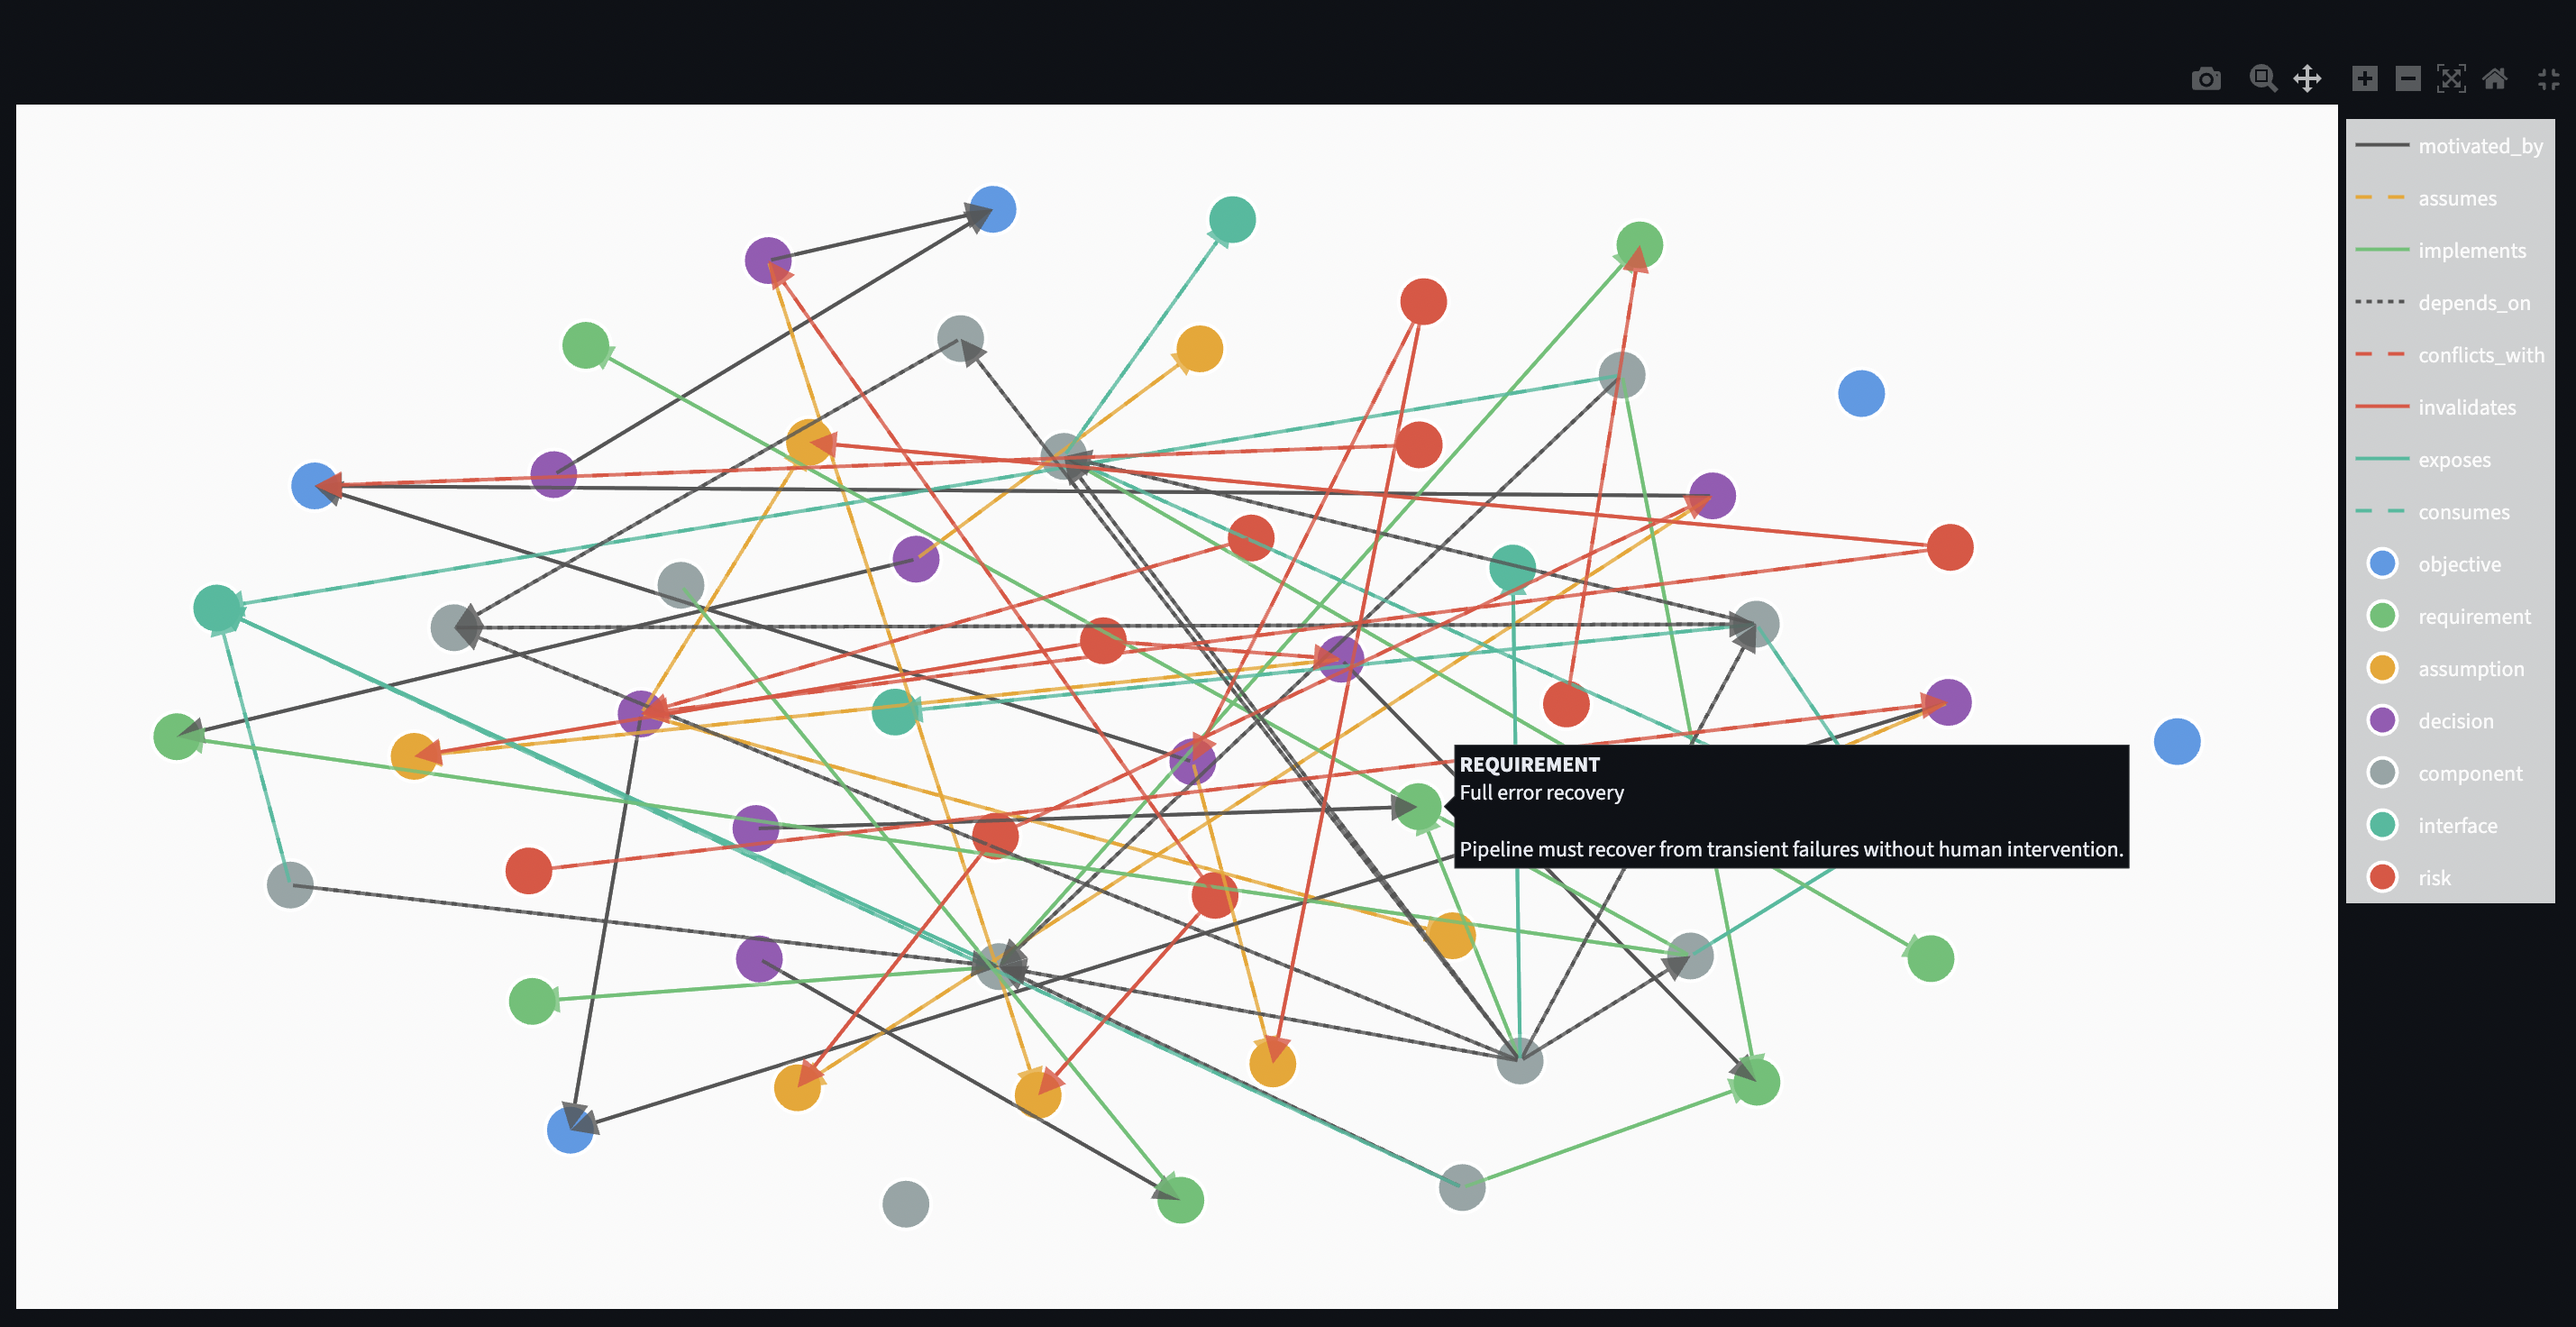 motivated_by
assumes
implements
depends_on
conflicts_with
invalidates
exposes
consumes
objective
requirement
assumption
decision
component
interface
risk
REQUIREMENT
Full error recovery
Pipeline must recover from transient failures without human intervention.